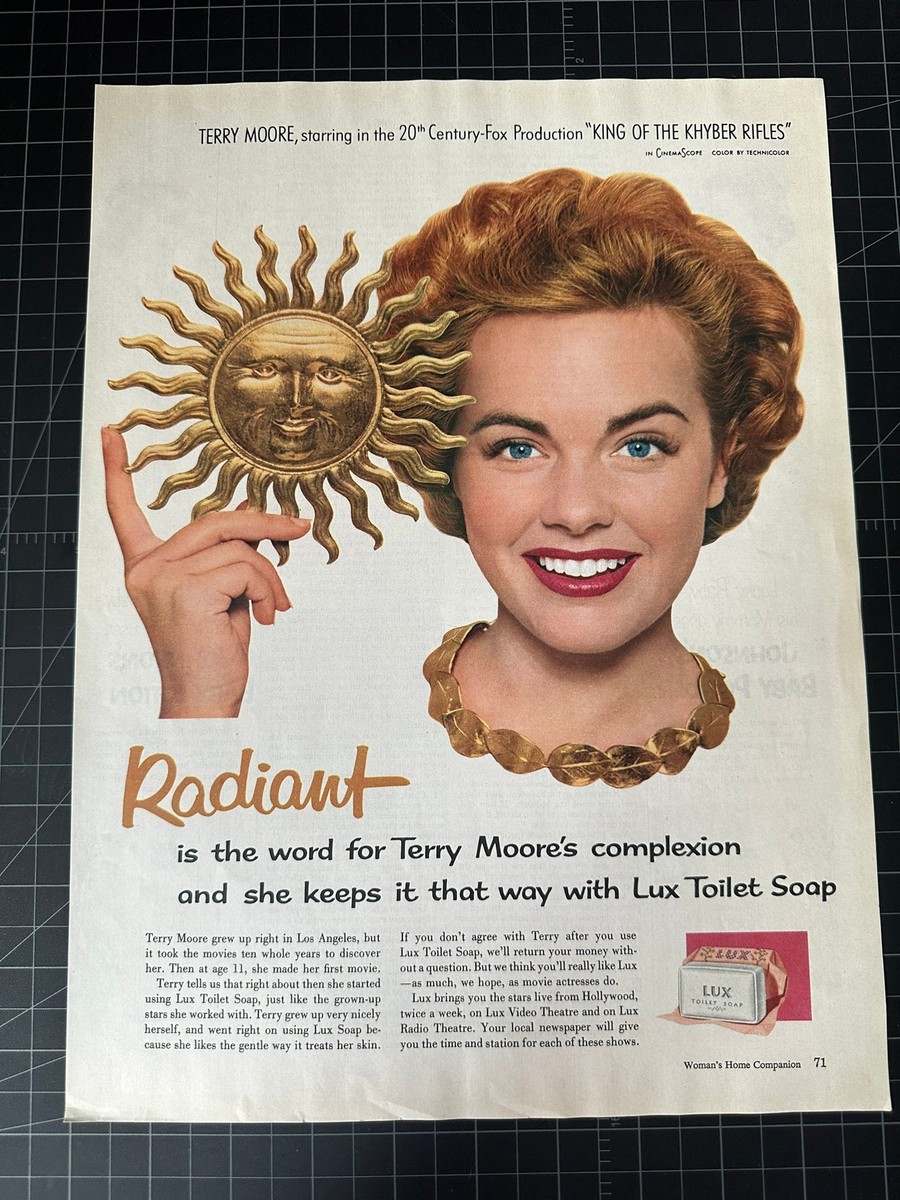 TERRY MOORE, starring in the 20th Century-Fox Production "KING OF THE KHYBER RIFLES"
IN CINEMASCOPE COLOR BY TECHNICOLOR
Radiant
is the word for Terry Moore's complexion
and she keeps it that way with Lux Toilet Soap
Terry Moore grew up right in Los Angeles, but
it took the movies ten whole years to discover
her. Then at age 11, she made her first movie.
Terry tells us that right about then she started
using Lux Toilet Soap, just like the grown-up
stars she worked with. Terry grew up very nicely
herself, and went right on using Lux Soap be-
cause she likes the gentle way it treats her skin.
If you don't agree with Terry after you use
Lux Toilet Soap, we'll return your money with-
out a question. But we think you'll really like Lux
—as much, we hope, as movie actresses do.
Lux brings you the stars live from Hollywood,
twice a week, on Lux Video Theatre and on Lux
Radio Theatre. Your local newspaper will give
you the time and station for each of these shows.
LUX
LUX
TOILET SOAP
Woman's Home Companion 71